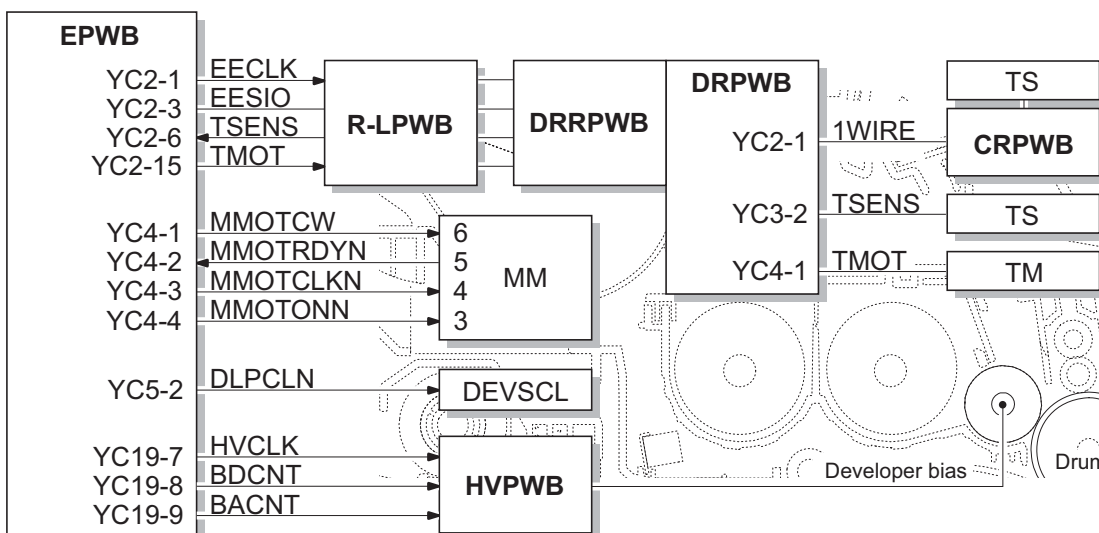 EPWB
YC2-1 EECLK
YC2-3 EESIO
YC2-6 TSENS
YC2-15 TMOT
R-LPWB
DRRPWB
DRPWB
YC2-1 1WIRE
YC3-2 TSENS
YC4-1 TMOT
TS
CRPWB
TS
TM
YC4-1 MMOTCW 6
YC4-2 MMOTRDYN 5
YC4-3 MMOTCLKN 4
YC4-4 MMOTONN 3
MM
YC5-2 DLPCLN
DEVSCL
YC19-7 HVCLK
YC19-8 BDCNT
YC19-9 BACNT
HVPWB
Developer bias
Drum